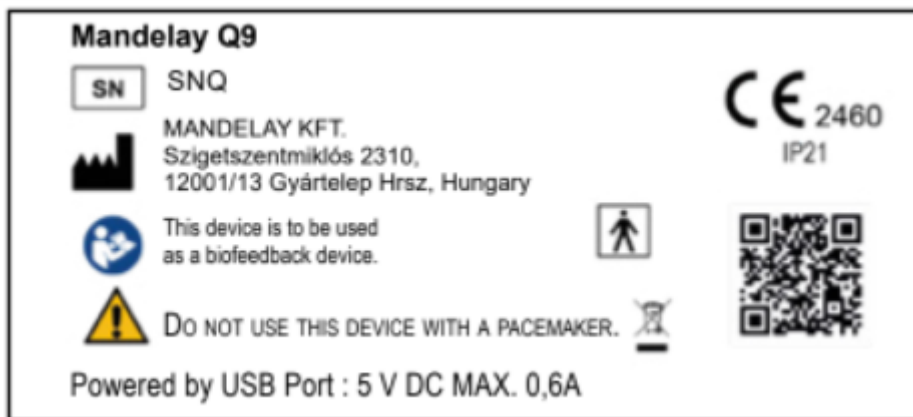 Mandelay Q9
SN SNQ
MANDELAY KFT.
Szigetszentmiklós 2310,
12001/13 Gyártelep Hrsz, Hungary
CE 2460
IP21
This device is to be used
as a biofeedback device.
DO NOT USE THIS DEVICE WITH A PACEMAKER.
Powered by USB Port : 5 V DC MAX. 0,6A